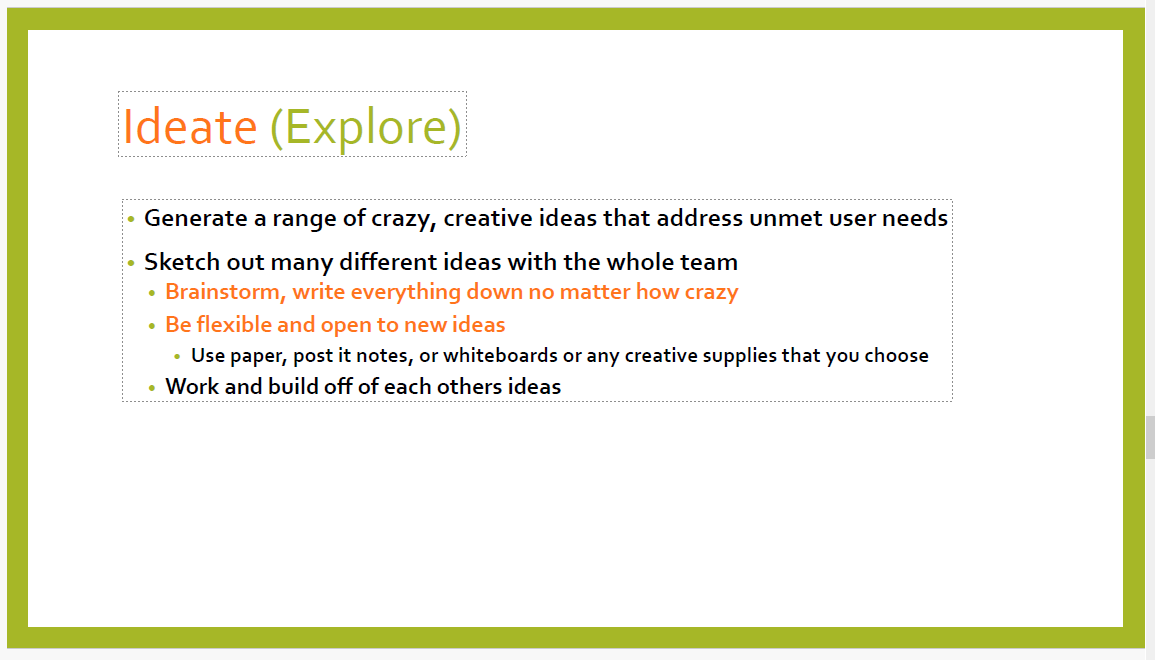 Ideate (Explore)
• Generate a range of crazy, creative ideas that address unmet user needs
• Sketch out many different ideas with the whole team
• Brainstorm, write everything down no matter how crazy
• Be flexible and open to new ideas
• Use paper, post it notes, or whiteboards or any creative supplies that you choose
• Work and build off of each others ideas